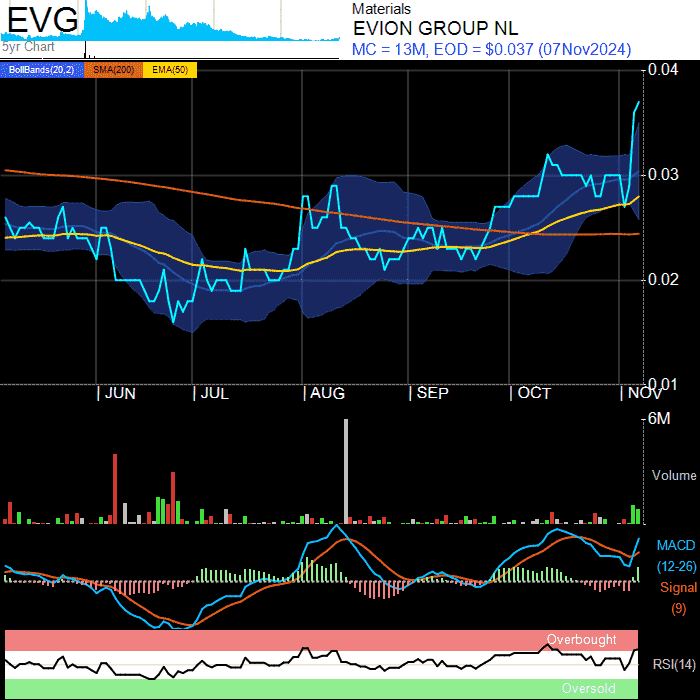 EVG
5yr Chart
Materials
EVION GROUP NL
MC = 13M, EOD = $0.037 (07Nov2024)
BollBands(20,2) SMA(200) EMA(50)
0.04
0.03
0.02
0.01
JUN JUL AUG SEP OCT NOV
6M
Volume
MACD
(12-26)
Signal
(9)
Overbought
RSI(14)
Oversold